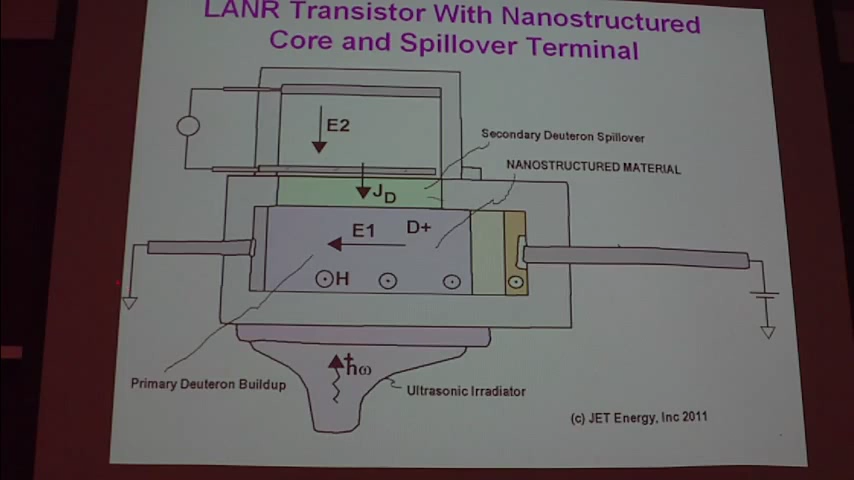 LANR Transistor With Nanostructured
Core and Spillover Terminal
E2
Secondary Deuteron Spillover
NANOSTRUCTURED MATERIAL
JD
E1
D+
H
ħω
Primary Deuteron Buildup
Ultrasonic Irradiator
(c) JET Energy, Inc 2011